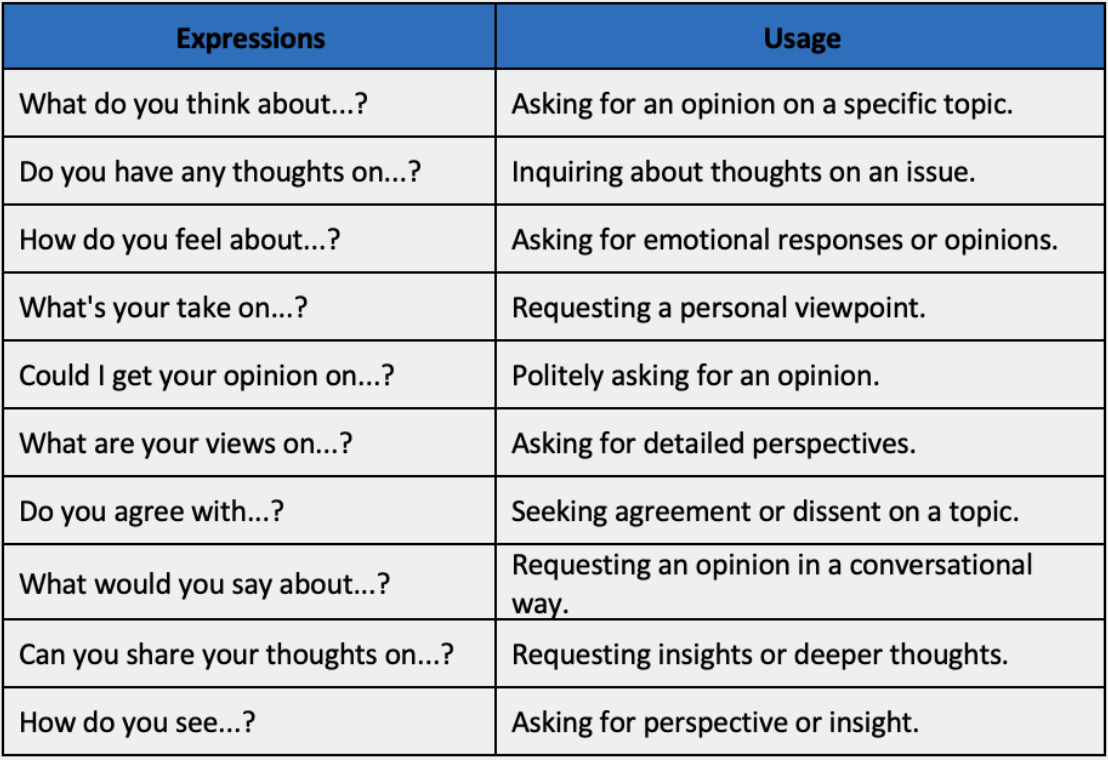 Expressions Usage
What do you think about...? Asking for an opinion on a specific topic.
Do you have any thoughts on...? Inquiring about thoughts on an issue.
How do you feel about...? Asking for emotional responses or opinions.
What's your take on...? Requesting a personal viewpoint.
Could I get your opinion on...? Politely asking for an opinion.
What are your views on...? Asking for detailed perspectives.
Do you agree with...? Seeking agreement or dissent on a topic.
What would you say about...? Requesting an opinion in a conversational
way.
Can you share your thoughts on...? Requesting insights or deeper thoughts.
How do you see...? Asking for perspective or insight.